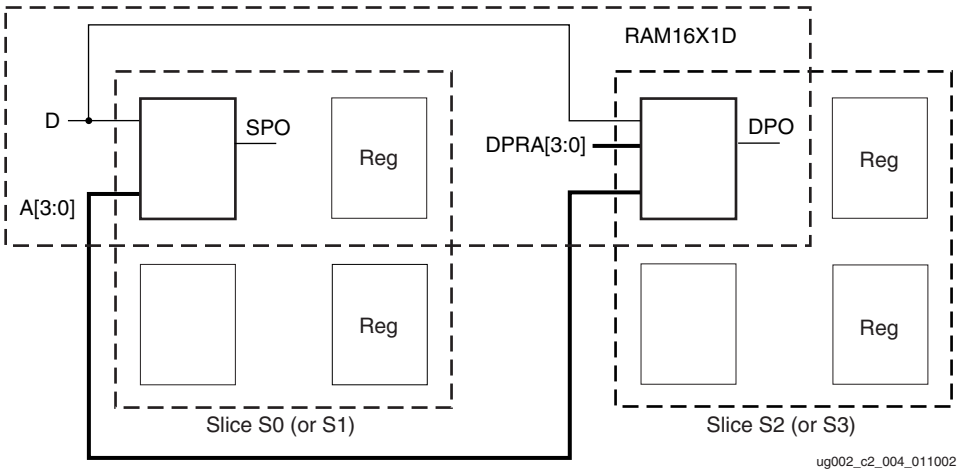 RAM16X1D
D
SPO
Reg
DPRA[3:0]
DPO
Reg
A[3:0]
Reg
Reg
Slice S0 (or S1)
Slice S2 (or S3)
ug002_c2_004_011002